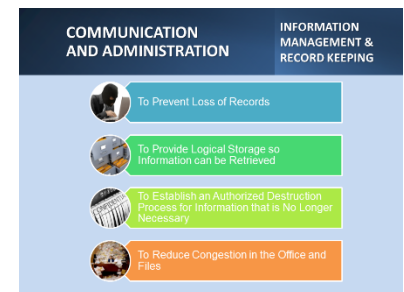 COMMUNICATION
AND ADMINISTRATION
INFORMATION
MANAGEMENT &
RECORD KEEPING
To Prevent Loss of Records
To Provide Logical Storage so
Information can be Retrieved
CONFIDENTIAL
To Establish an Authorized Destruction
Process for Information that is No Longer
Necessary
To Reduce Congestion in the Office and
Files